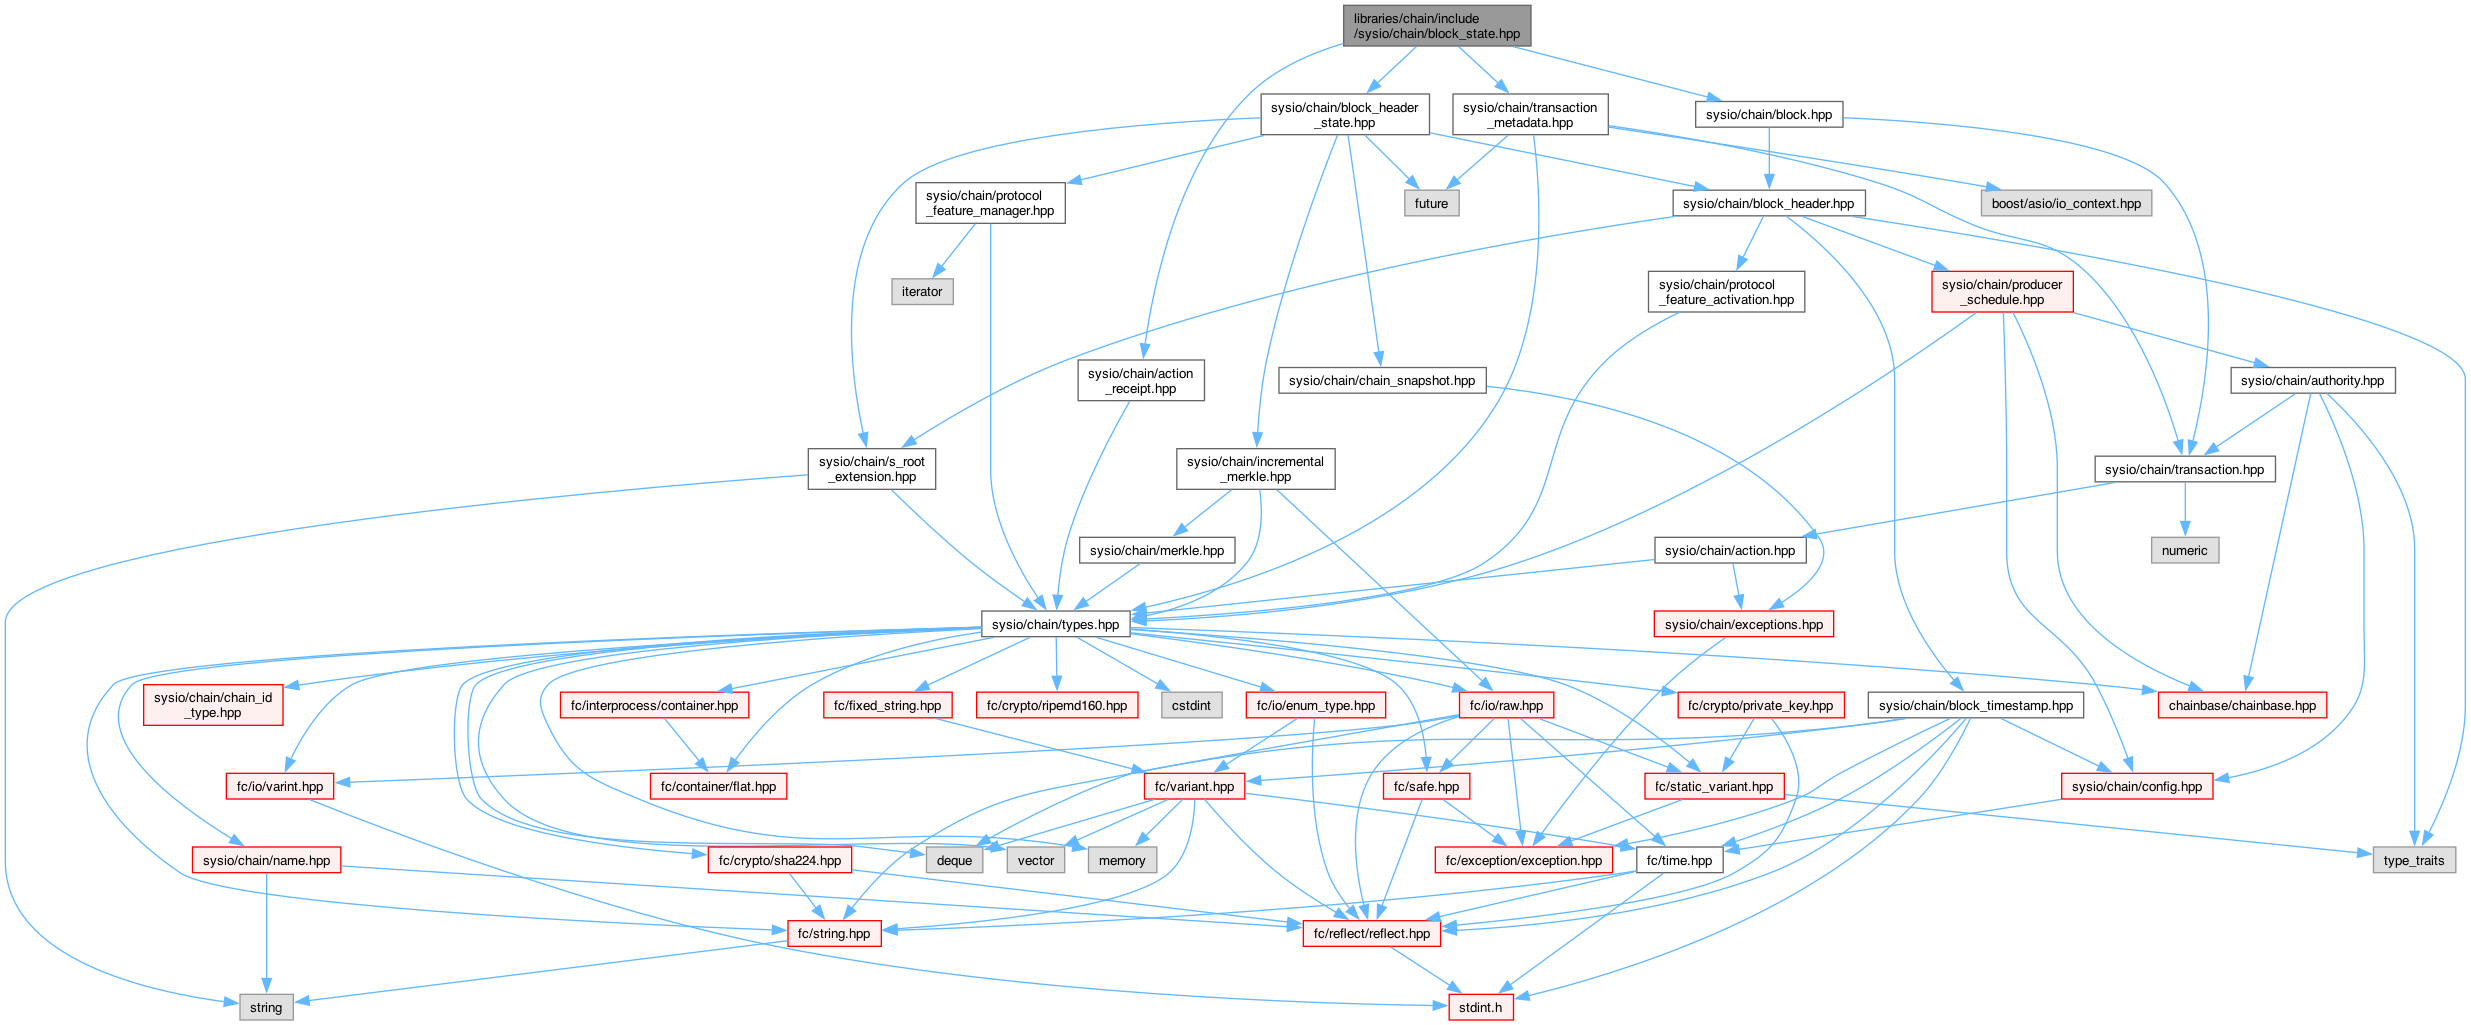 libraries/chain/include
/sysio/chain/block_state.hpp
sysio/chain/block_header
_state.hpp
sysio/chain/transaction
_metadata.hpp
sysio/chain/block.hpp
sysio/chain/protocol
_feature_manager.hpp
future
sysio/chain/block_header.hpp
boost/asio/io_context.hpp
iterator
sysio/chain/protocol
_feature_activation.hpp
sysio/chain/producer
_schedule.hpp
sysio/chain/action
_receipt.hpp
sysio/chain/chain_snapshot.hpp
sysio/chain/authority.hpp
sysio/chain/s_root
_extension.hpp
sysio/chain/incremental
_merkle.hpp
sysio/chain/transaction.hpp
sysio/chain/merkle.hpp
sysio/chain/action.hpp
numeric
sysio/chain/types.hpp
sysio/chain/exceptions.hpp
sysio/chain/chain_id
_type.hpp
fc/interprocess/container.hpp
fc/fixed_string.hpp
fc/crypto/ripemd160.hpp
cstdint
fc/io/enum_type.hpp
fc/io/raw.hpp
fc/crypto/private_key.hpp
sysio/chain/block_timestamp.hpp
chainbase/chainbase.hpp
fc/io/varint.hpp
fc/container/flat.hpp
fc/variant.hpp
fc/safe.hpp
fc/static_variant.hpp
sysio/chain/config.hpp
sysio/chain/name.hpp
fc/crypto/sha224.hpp
deque
vector
memory
fc/exception/exception.hpp
fc/time.hpp
type_traits
fc/string.hpp
fc/reflect/reflect.hpp
string
stdint.h